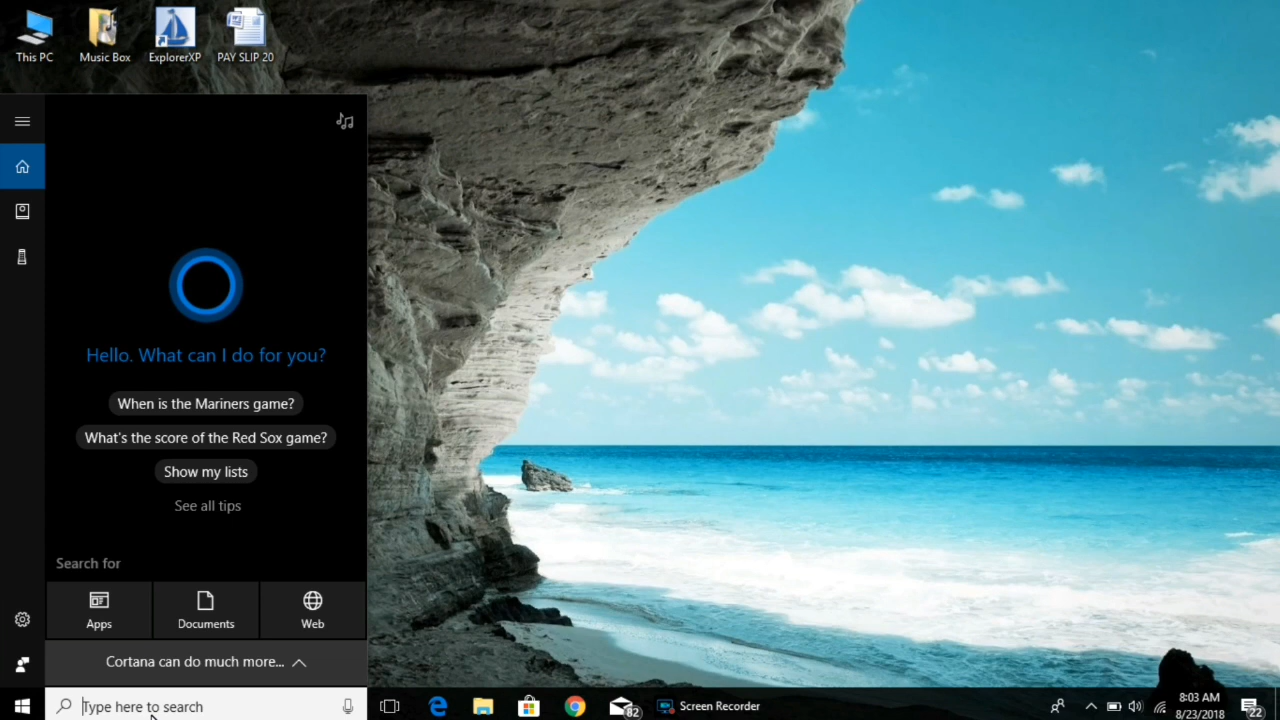 This PC
Music Box
ExplorerXP
PAY SLIP 20
Hello. What can I do for you?
When is the Mariners game?
What's the score of the Red Sox game?
Show my lists
See all tips
Search for
Apps
Documents
Web
Cortana can do much more...
Type here to search
82
Screen Recorder
8:03 AM
8/23/2018
22